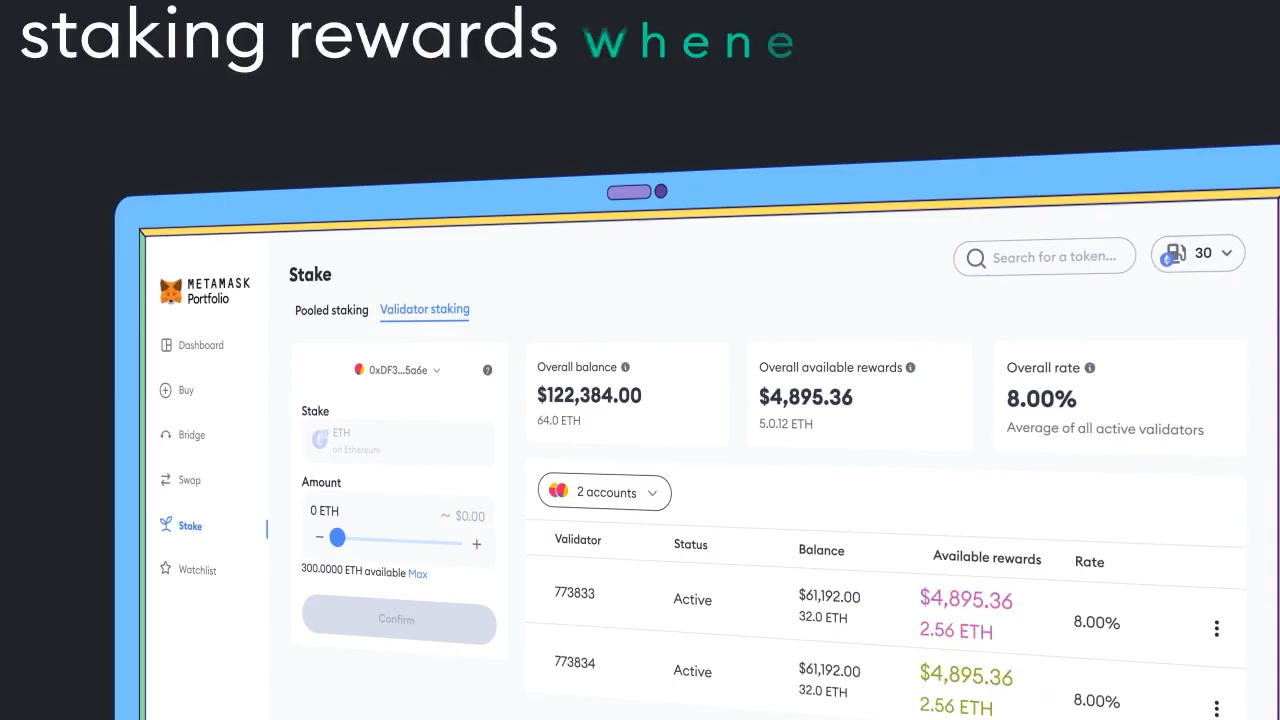 staking rewards whene
METAMASK
Portfolio
Dashboard
Buy
Bridge
Swap
Stake
Watchlist
Stake
Search for a token...
30
Pooled staking
Validator staking
0xDF3...5a6e
?
Stake
ETH
on Ethereum
Amount
0 ETH
~ $0.00
− +
300.0000 ETH available Max
Confirm
Overall balance
$122,384.00
64.0 ETH
Overall available rewards
$4,895.36
5.0.12 ETH
Overall rate
8.00%
Average of all active validators
2 accounts
Validator Status Balance Available rewards Rate
773833 Active $61,192.00 $4,895.36 8.00%
32.0 ETH 2.56 ETH
773834 Active $61,192.00 $4,895.36 8.00%
32.0 ETH 2.56 ETH